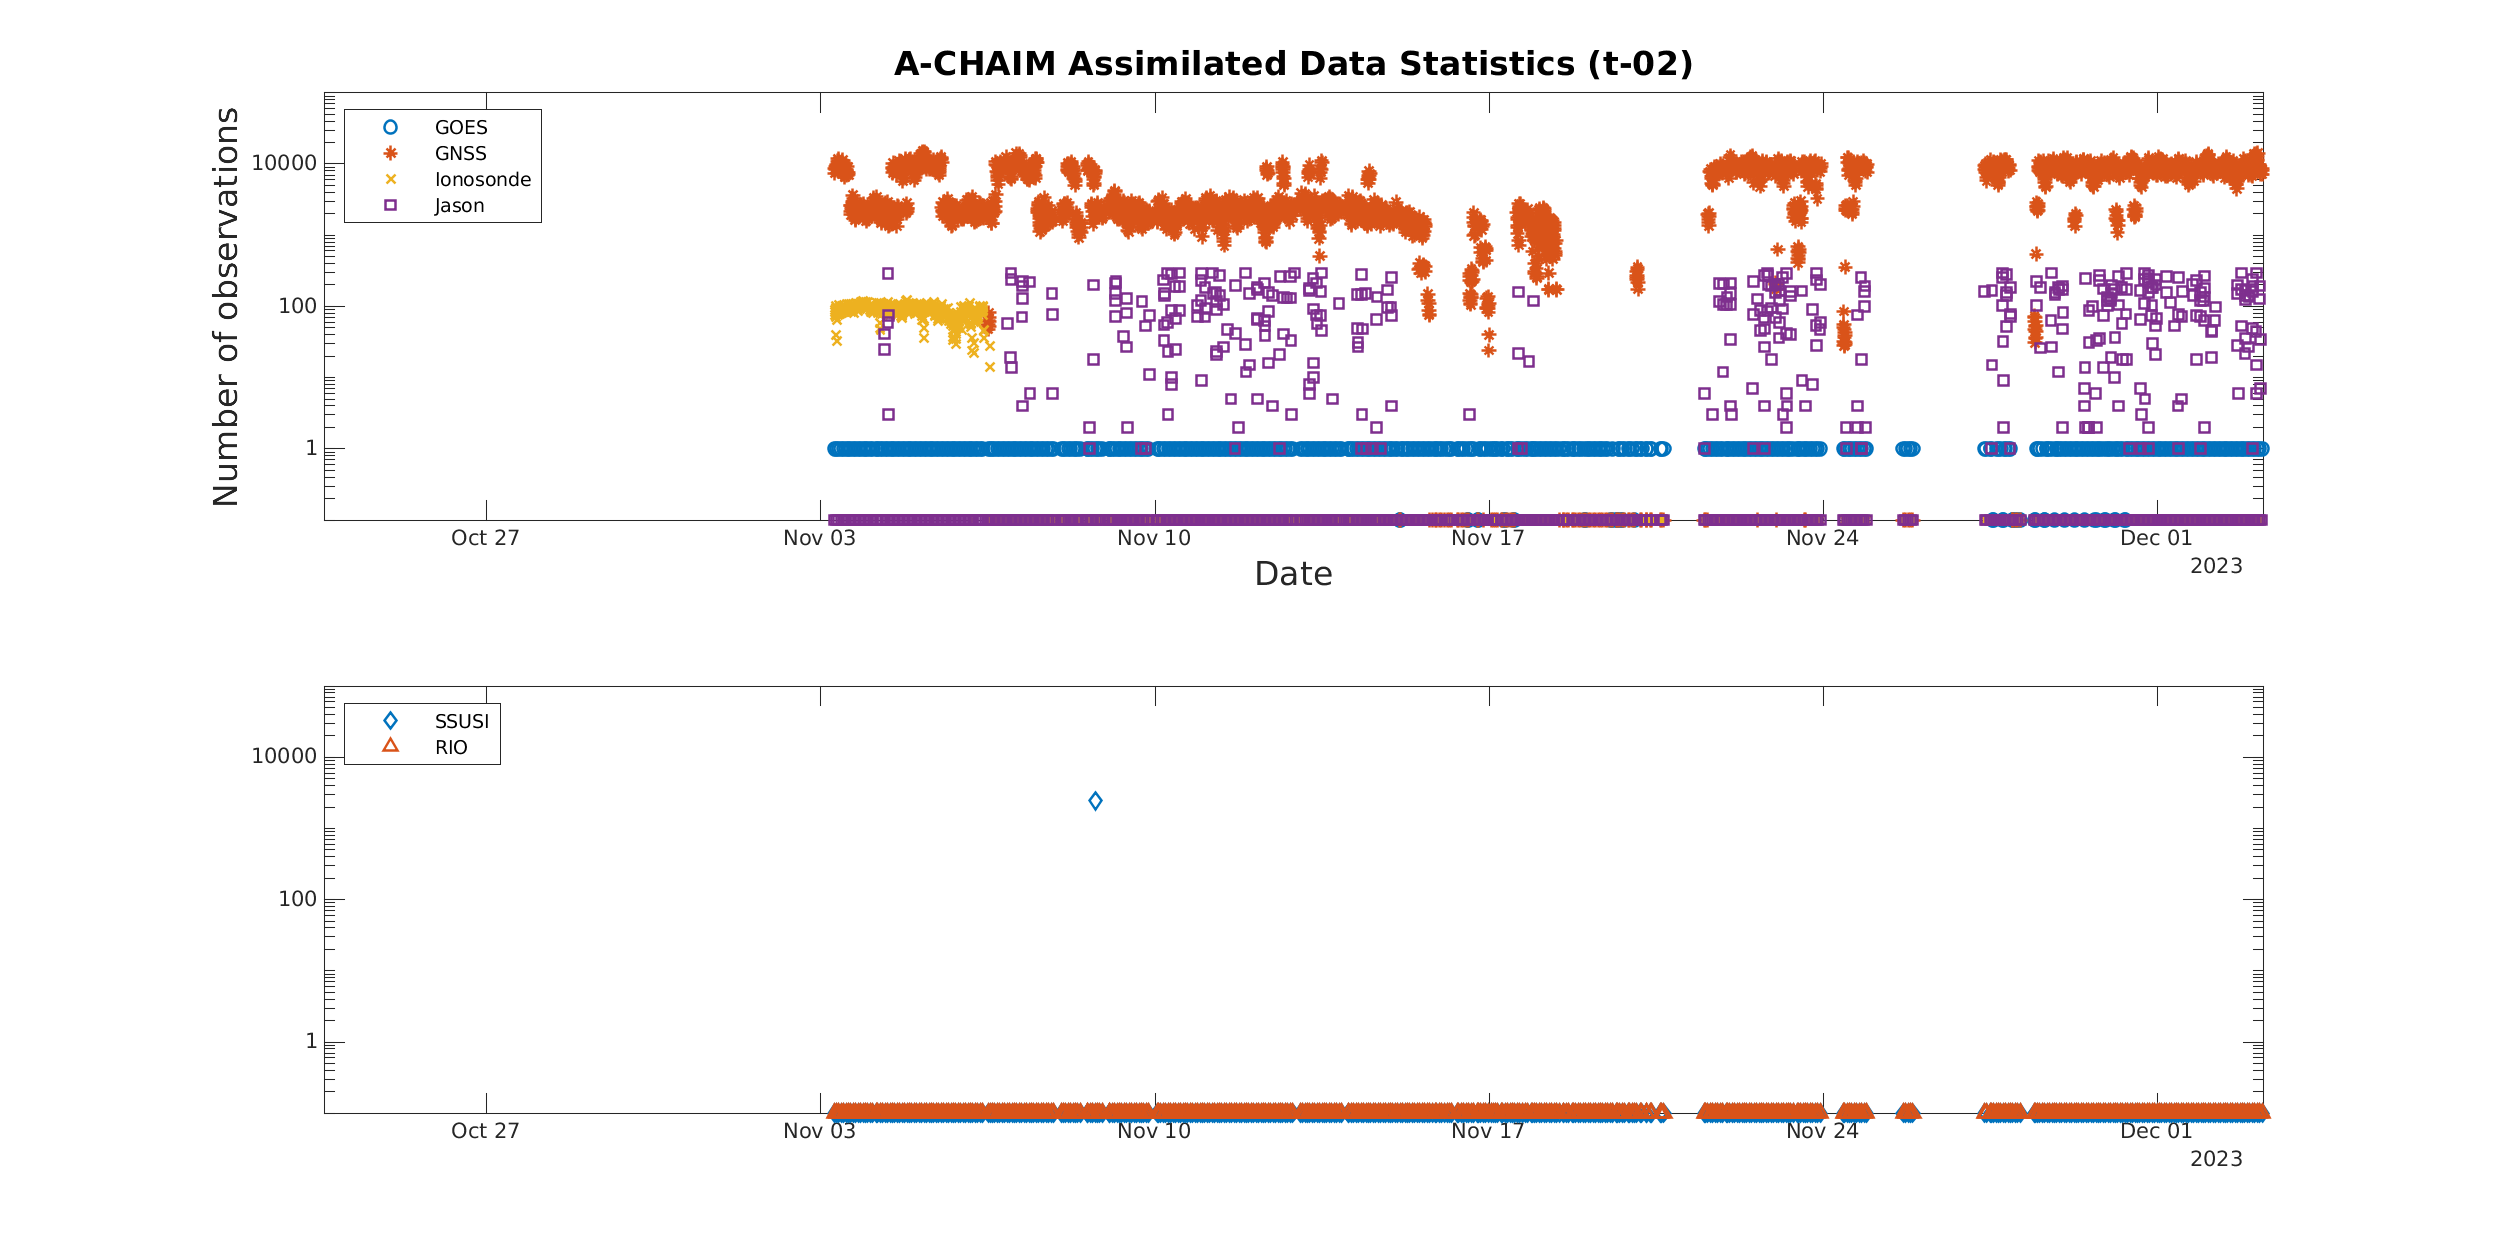 A-CHAIM Assimilated Data Statistics (t-02)
Number of observations
10000
100
1
GOES
GNSS
Ionosonde
Jason
Oct 27
Nov 03
Nov 10
Nov 17
Nov 24
Dec 01
2023
Date
10000
100
1
SSUSI
RIO
Oct 27
Nov 03
Nov 10
Nov 17
Nov 24
Dec 01
2023